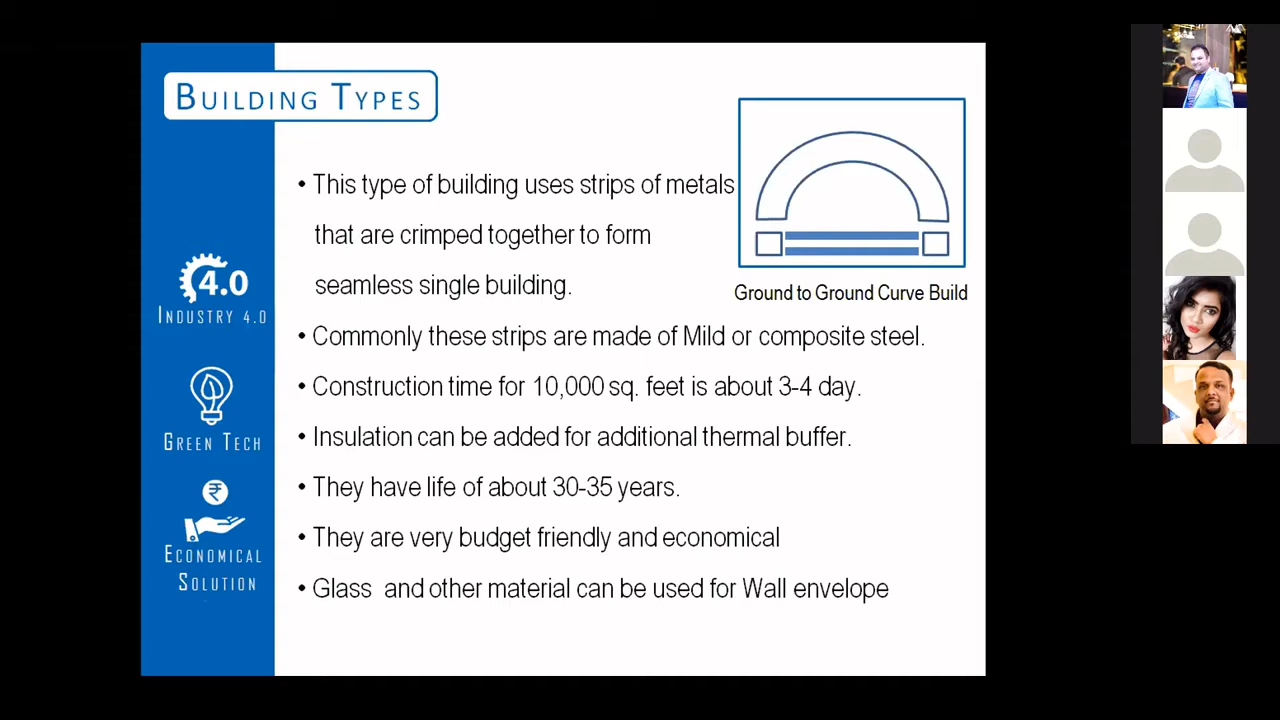 BUILDING TYPES
• This type of building uses strips of metals
that are crimped together to form
seamless single building.
Ground to Ground Curve Build
• Commonly these strips are made of Mild or composite steel.
• Construction time for 10,000 sq. feet is about 3-4 day.
• Insulation can be added for additional thermal buffer.
• They have life of about 30-35 years.
• They are very budget friendly and economical
• Glass and other material can be used for Wall envelope
4.0
INDUSTRY 4.0
GREEN TECH
₹
ECONOMICAL
SOLUTION